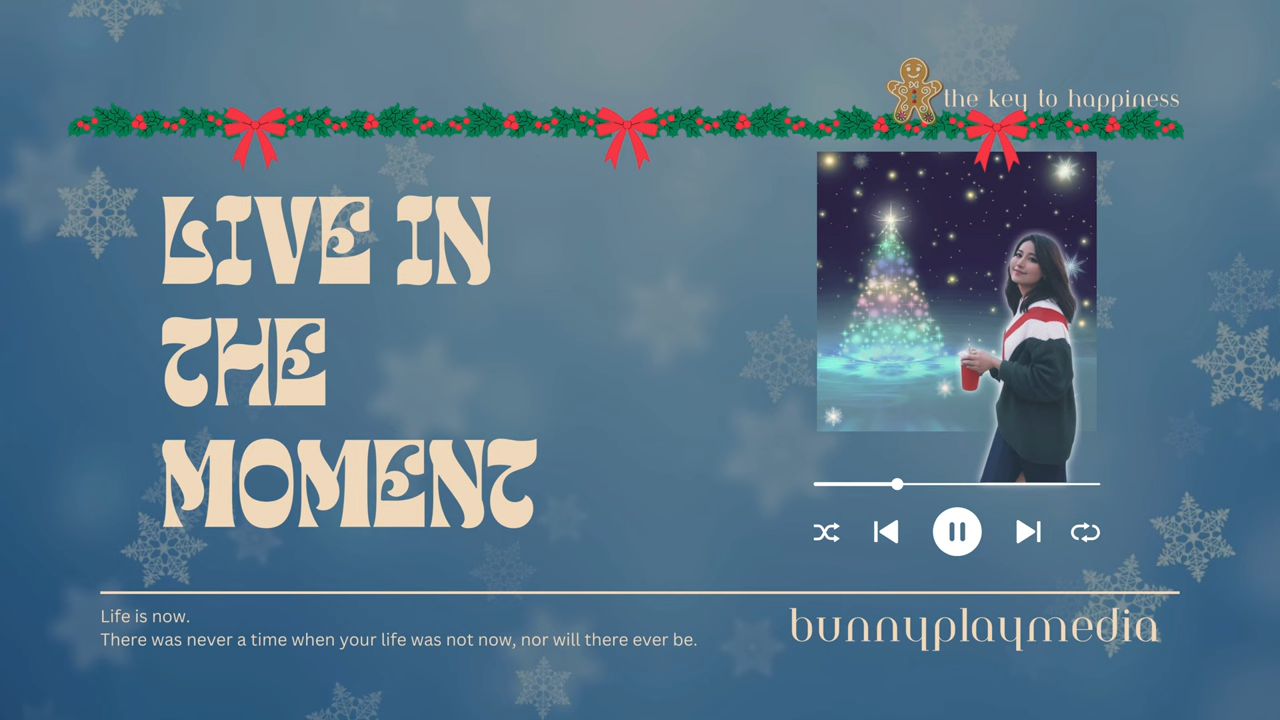 the key to happiness
LIVE IN
THE
MOMENT
Life is now.
There was never a time when your life was not now, nor will there ever be.
bunnyplaymedia